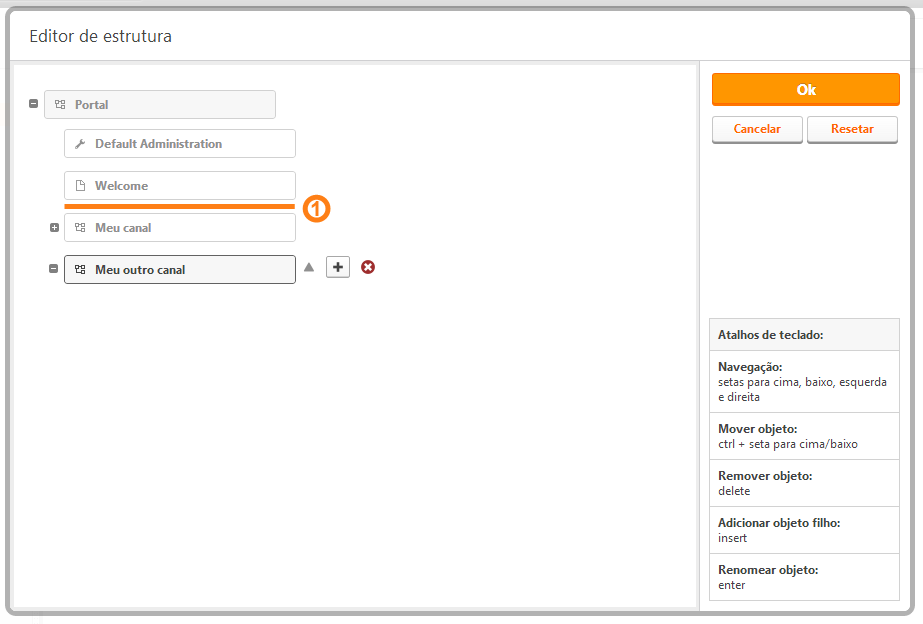 Editor de estrutura
Portal
Default Administration
Welcome
1
Meu canal
Meu outro canal
Ok
Cancelar
Resetar
Atalhos de teclado:
Navegação:
setas para cima, baixo, esquerda
e direita
Mover objeto:
ctrl + seta para cima/baixo
Remover objeto:
delete
Adicionar objeto filho:
insert
Renomear objeto:
enter